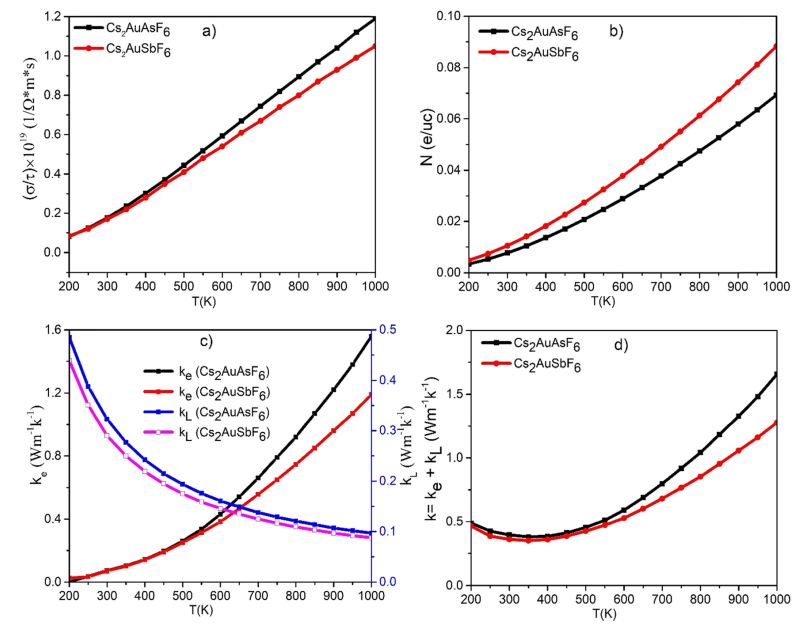 a)
Cs₂AuAsF₆
Cs₂AuSbF₆
(σ/τ)×10¹⁹ (1/Ω*m*s)
1.2
1.0
0.8
0.6
0.4
0.2
0.0
200 300 400 500 600 700 800 900 1000
T(K)
b)
Cs₂AuAsF₆
Cs₂AuSbF₆
N (e/uc)
0.10
0.08
0.06
0.04
0.02
0.00
200 300 400 500 600 700 800 900 1000
T(K)
c)
kₑ (Cs₂AuAsF₆)
kₑ (Cs₂AuSbF₆)
k_L (Cs₂AuAsF₆)
k_L (Cs₂AuSbF₆)
kₑ (Wm⁻¹k⁻¹)
1.6
1.2
0.8
0.4
0.0
k_L (Wm⁻¹k⁻¹)
0.5
0.4
0.3
0.2
0.1
0.0
200 300 400 500 600 700 800 900 1000
T(K)
d)
Cs₂AuAsF₆
Cs₂AuSbF₆
k= kₑ + k_L (Wm⁻¹k⁻¹)
2.0
1.5
1.0
0.5
0.0
200 300 400 500 600 700 800 900 1000
T(K)